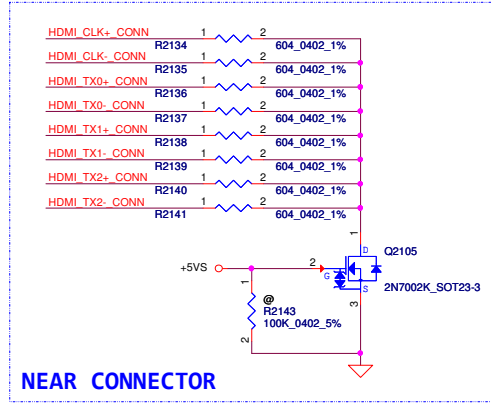 HDMI_CLK+_CONN 1 2
R2134 604_0402_1%
HDMI_CLK-_CONN 1 2
R2135 604_0402_1%
HDMI_TX0+_CONN 1 2
R2136 604_0402_1%
HDMI_TX0-_CONN 1 2
R2137 604_0402_1%
HDMI_TX1+_CONN 1 2
R2138 604_0402_1%
HDMI_TX1-_CONN 1 2
R2139 604_0402_1%
HDMI_TX2+_CONN 1 2
R2140 604_0402_1%
HDMI_TX2-_CONN 1 2
R2141 604_0402_1%
1
D Q2105
+5VS 2
G
S 2N7002K_SOT23-3
1 3
@
R2143
100K_0402_5%
2
NEAR CONNECTOR